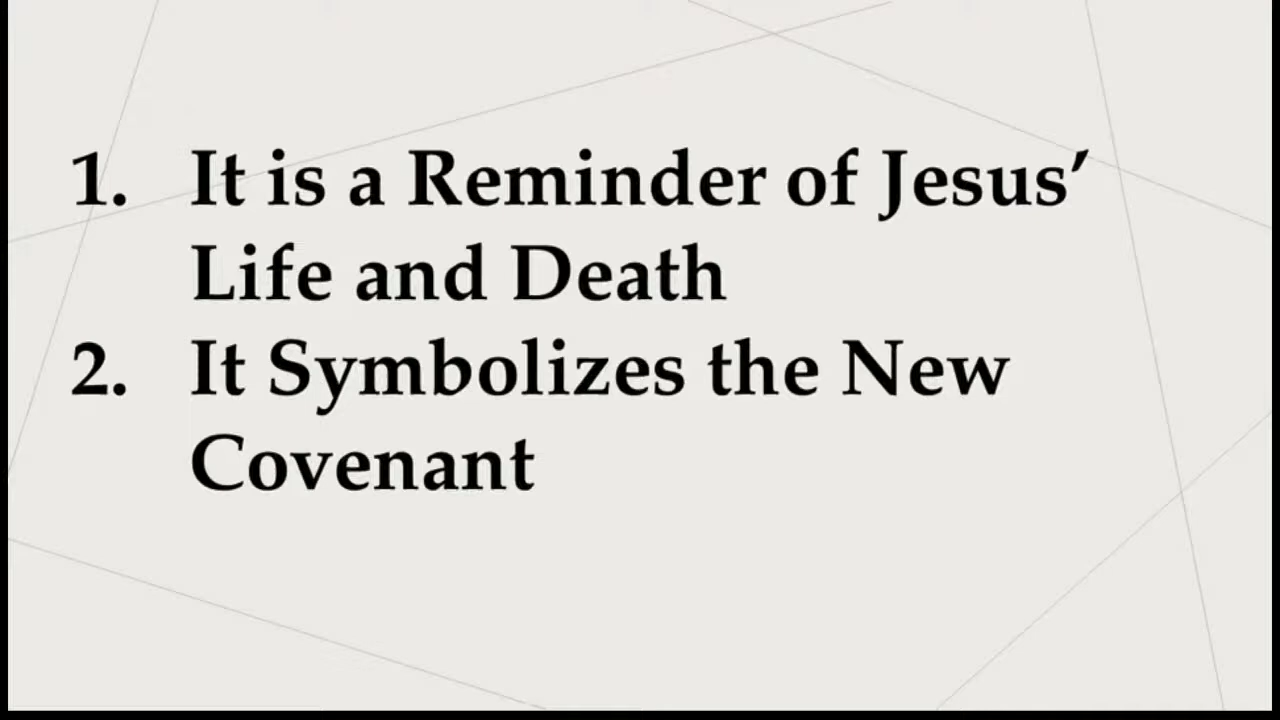 1. It is a Reminder of Jesus’
Life and Death
2. It Symbolizes the New
Covenant